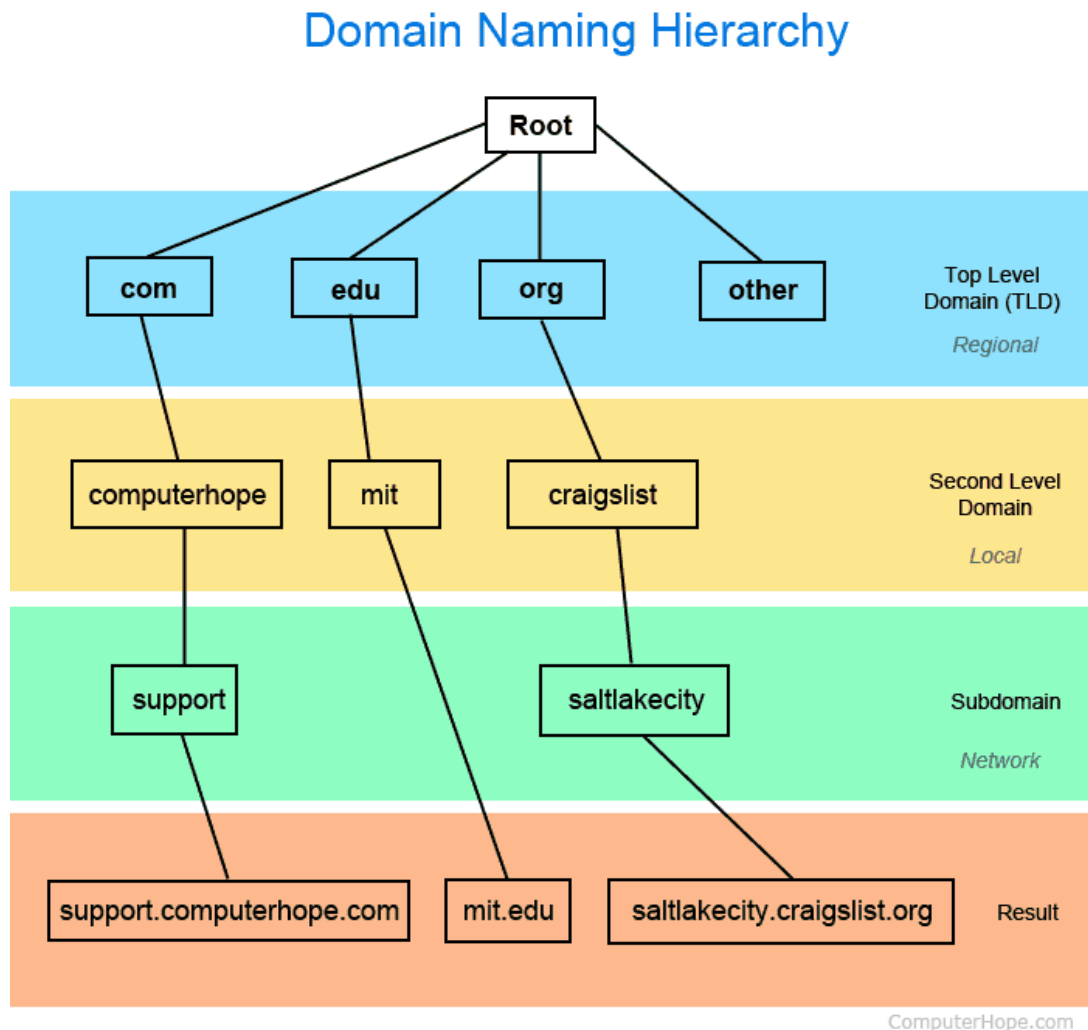 Domain Naming Hierarchy
Root
com
edu
org
other
Top Level
Domain (TLD)
Regional
computerhope
mit
craigslist
Second Level
Domain
Local
support
saltlakecity
Subdomain
Network
support.computerhope.com
mit.edu
saltlakecity.craigslist.org
Result
ComputerHope.com